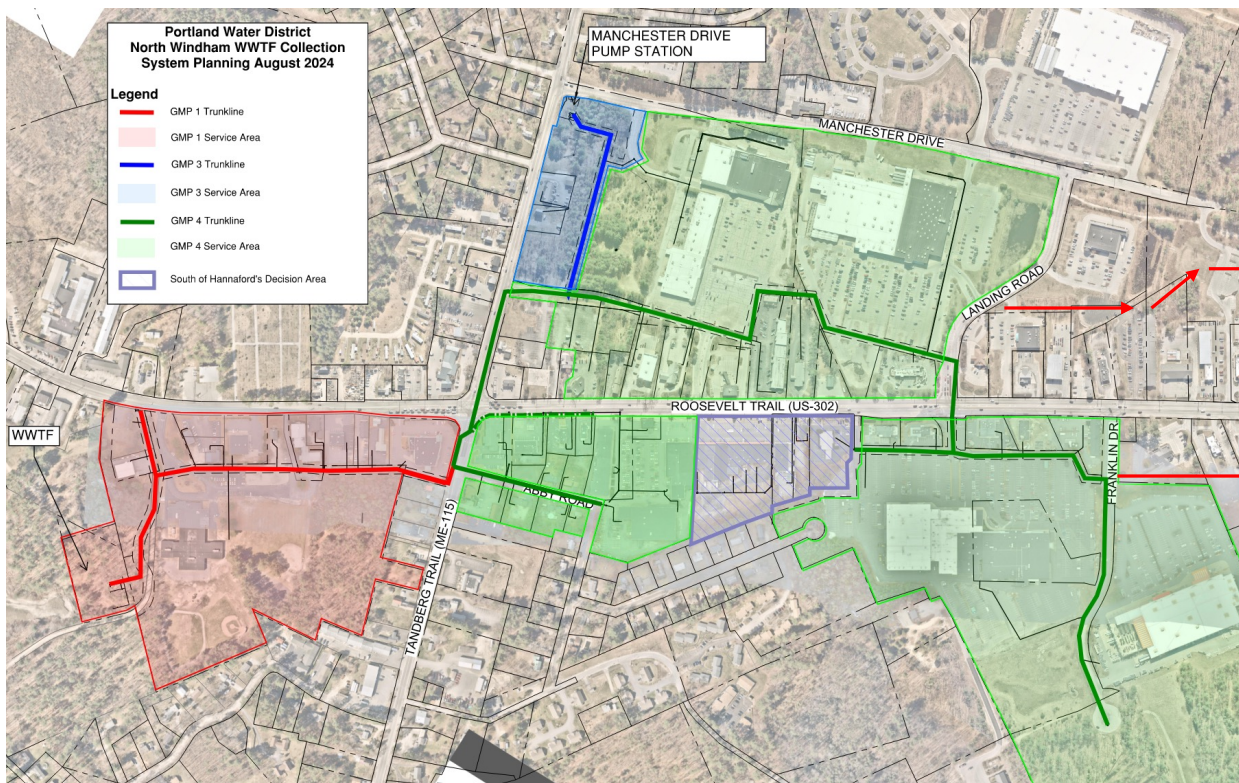 Portland Water District
North Windham WWTF Collection
System Planning August 2024
Legend
GMP 1 Trunkline
GMP 1 Service Area
GMP 3 Trunkline
GMP 3 Service Area
GMP 4 Trunkline
GMP 4 Service Area
South of Hannaford's Decision Area
MANCHESTER DRIVE
PUMP STATION
MANCHESTER DRIVE
LANDING ROAD
ROOSEVELT TRAIL (US-302)
WWTF
ABBY ROAD
TANDBERG TRAIL (ME-115)
FRANKLIN DR